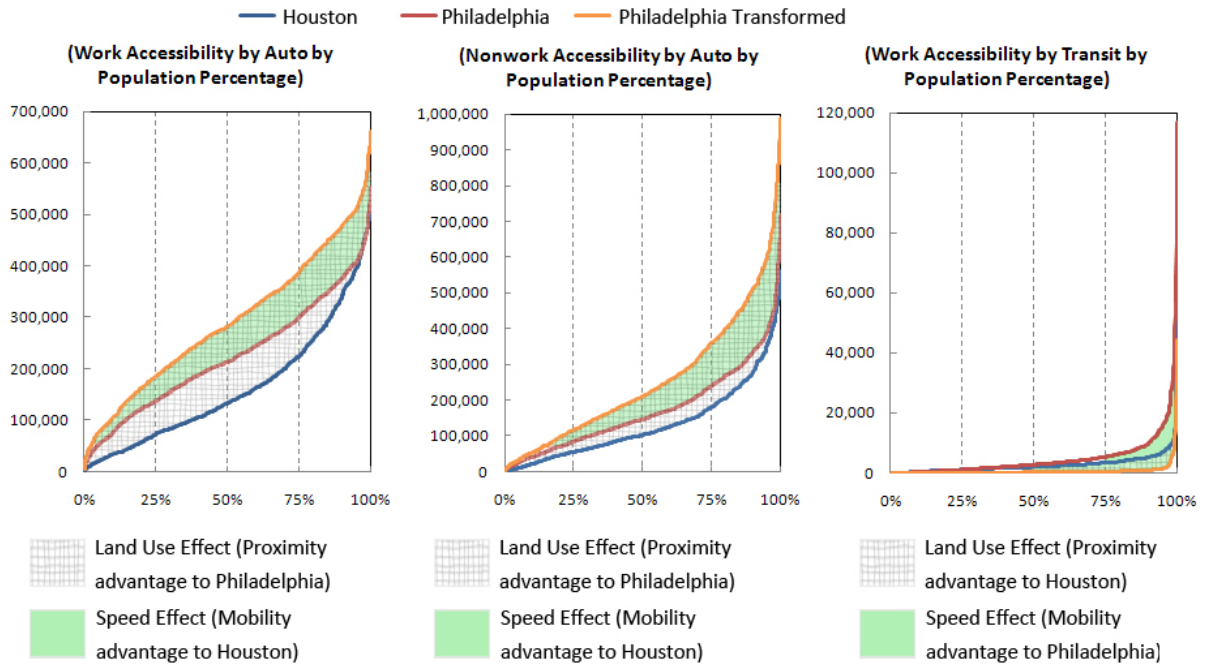 Houston
Philadelphia
Philadelphia Transformed
(Work Accessibility by Auto by
Population Percentage)
700,000
600,000
500,000
400,000
300,000
200,000
100,000
0
0% 25% 50% 75% 100%
Land Use Effect (Proximity
advantage to Philadelphia)
Speed Effect (Mobility
advantage to Houston)
(Nonwork Accessibility by Auto by
Population Percentage)
1,000,000
900,000
800,000
700,000
600,000
500,000
400,000
300,000
200,000
100,000
0
0% 25% 50% 75% 100%
Land Use Effect (Proximity
advantage to Philadelphia)
Speed Effect (Mobility
advantage to Houston)
(Work Accessibility by Transit by
Population Percentage)
120,000
100,000
80,000
60,000
40,000
20,000
0
0% 25% 50% 75% 100%
Land Use Effect (Proximity
advantage to Houston)
Speed Effect (Mobility
advantage to Philadelphia)